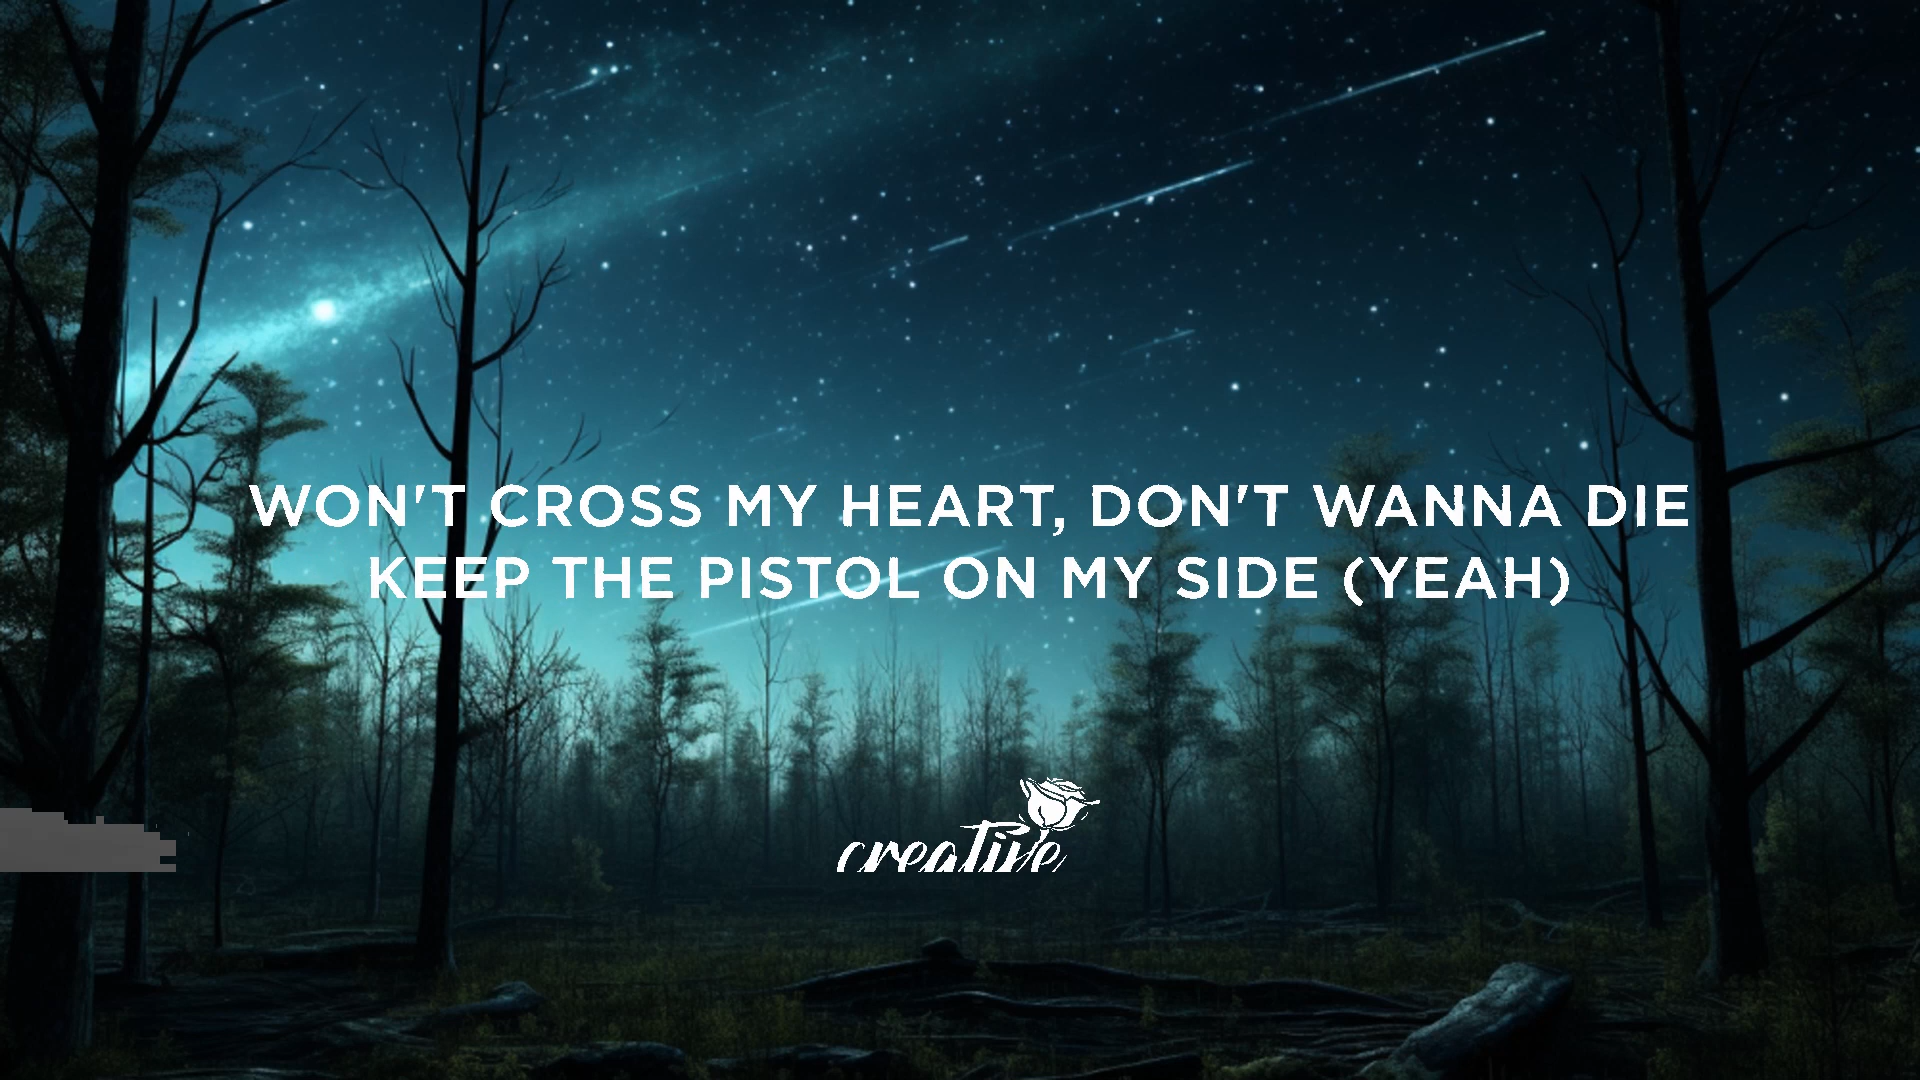 WON'T CROSS MY HEART, DON'T WANNA DIE
KEEP THE PISTOL ON MY SIDE (YEAH)
creative